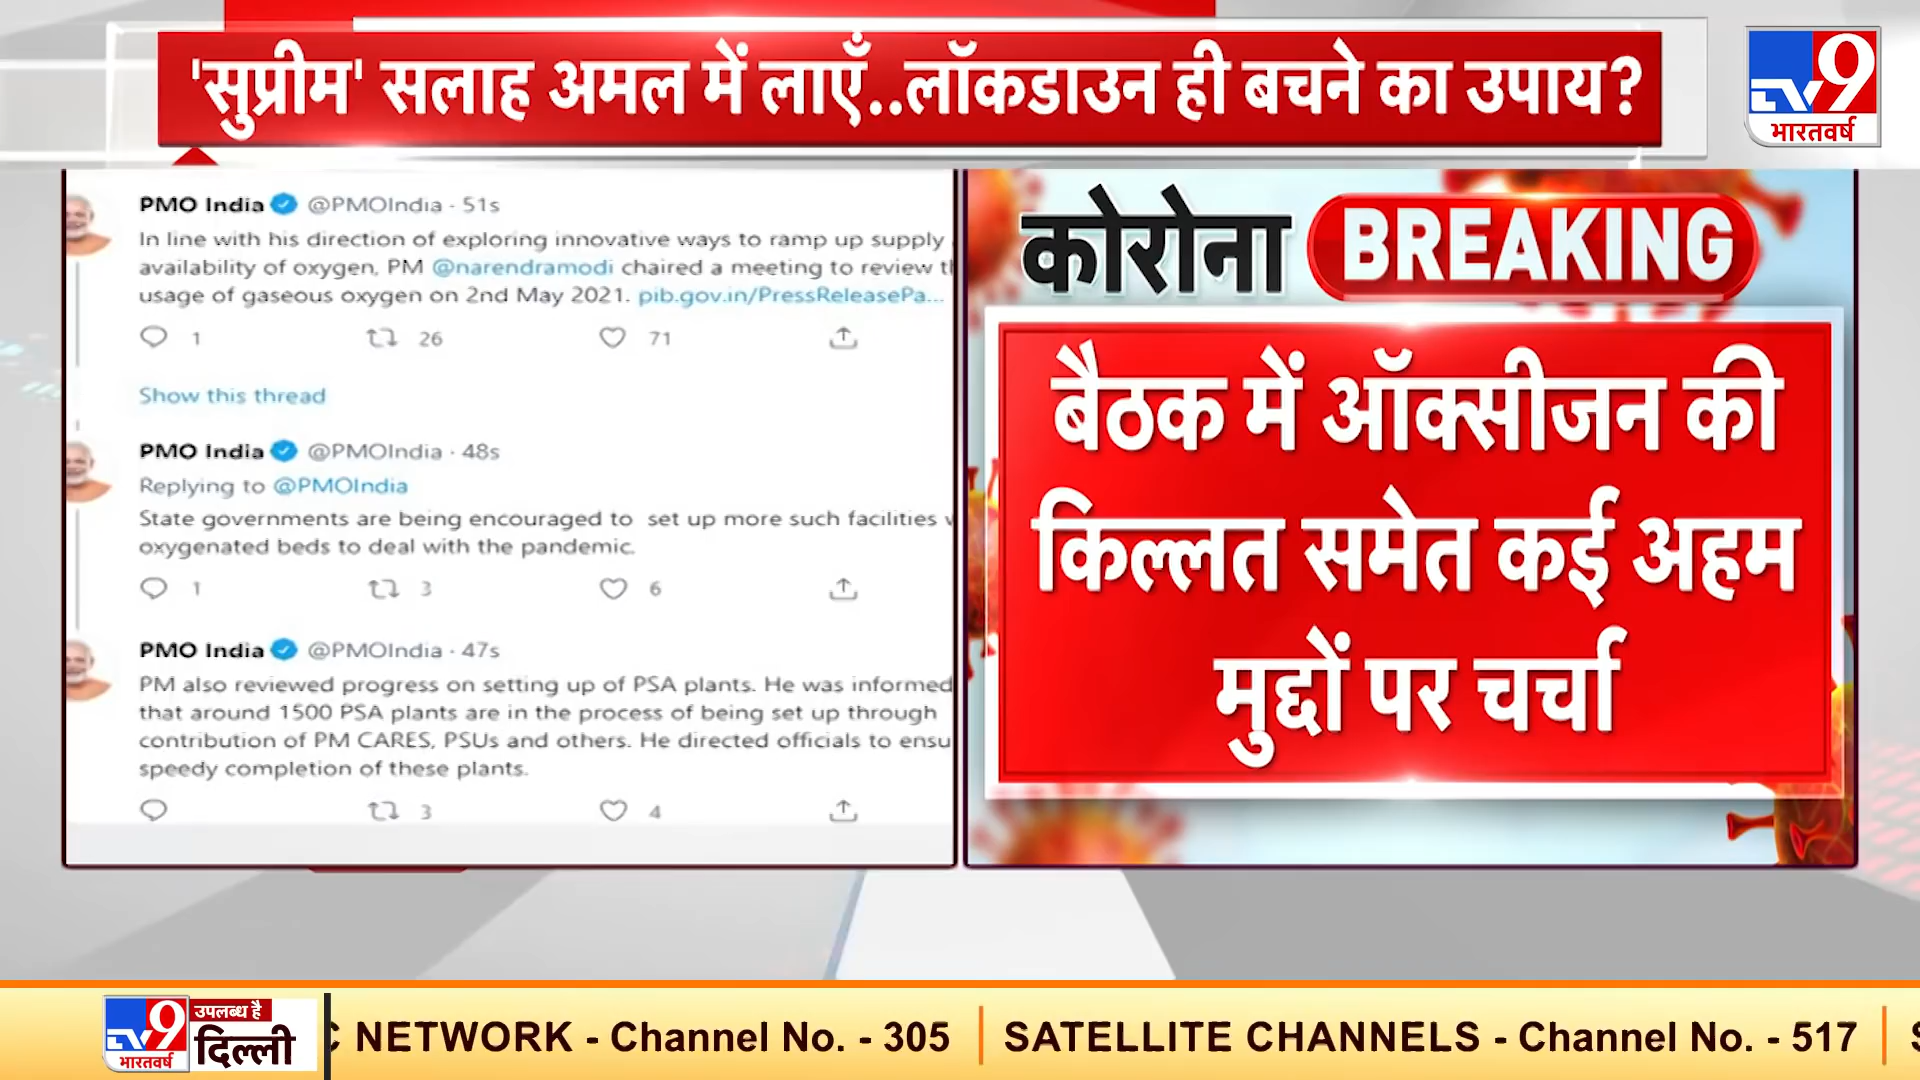 'सुप्रीम' सलाह अमल में लाएँ..लॉकडाउन ही बचने का उपाय?
TV9
भारतवर्ष
PMO India @PMOIndia · 51s
In line with his direction of exploring innovative ways to ramp up supply
availability of oxygen, PM @narendramodi chaired a meeting to review
usage of gaseous oxygen on 2nd May 2021. pib.gov.in/PressReleasePa...
1 26 71
Show this thread
PMO India @PMOIndia · 48s
Replying to @PMOIndia
State governments are being encouraged to set up more such facilities
oxygenated beds to deal with the pandemic.
1 3 6
PMO India @PMOIndia · 47s
PM also reviewed progress on setting up of PSA plants. He was informed
that around 1500 PSA plants are in the process of being set up through
contribution of PM CARES, PSUs and others. He directed officials to ensu
speedy completion of these plants.
3 4
कोरोना BREAKING
बैठक में ऑक्सीजन की
किल्लत समेत कई अहम
मुद्दों पर चर्चा
TV9
भारतवर्ष
उपलब्ध है
दिल्ली
C NETWORK - Channel No. - 305 | SATELLITE CHANNELS - Channel No. - 517 |